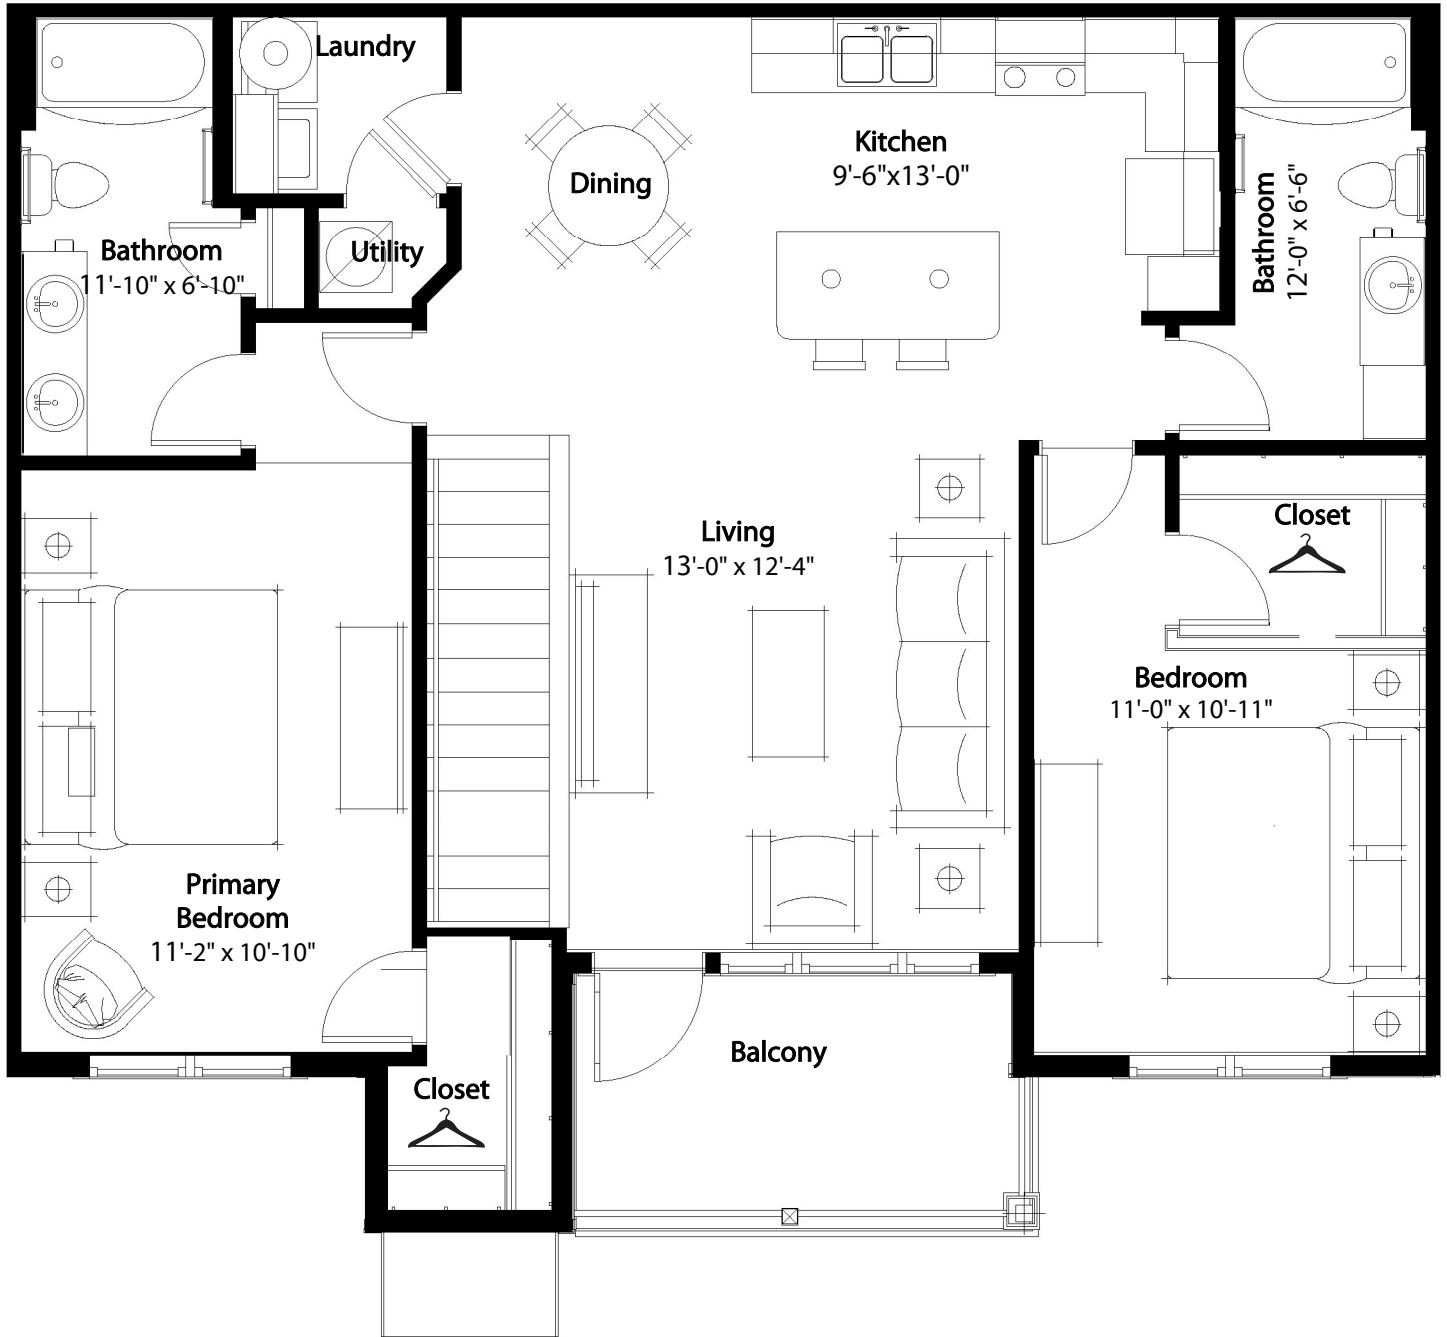 Laundry
Kitchen
9'-6"x13'-0"
Dining
Bathroom
12'-0" x 6'-6"
Bathroom
11'-10" x 6'-10"
Utility
Closet
Living
13'-0" x 12'-4"
Bedroom
11'-0" x 10'-11"
Primary
Bedroom
11'-2" x 10'-10"
Balcony
Closet